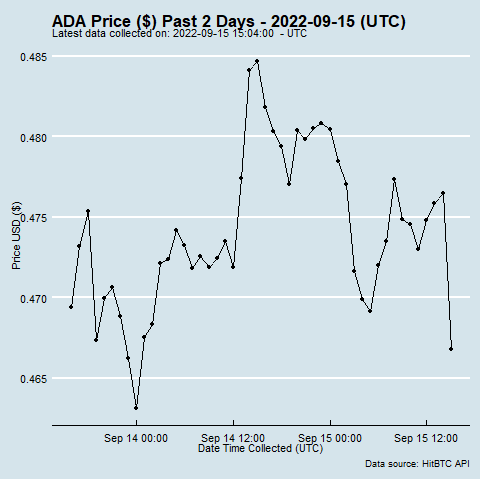 ADA Price ($) Past 2 Days - 2022-09-15 (UTC)
Latest data collected on: 2022-09-15 15:04:00  - UTC
0.485
0.480
0.475
0.470
0.465
Price USD ($)
Sep 14 00:00
Sep 14 12:00
Sep 15 00:00
Sep 15 12:00
Date Time Collected (UTC)
Data source: HitBTC API